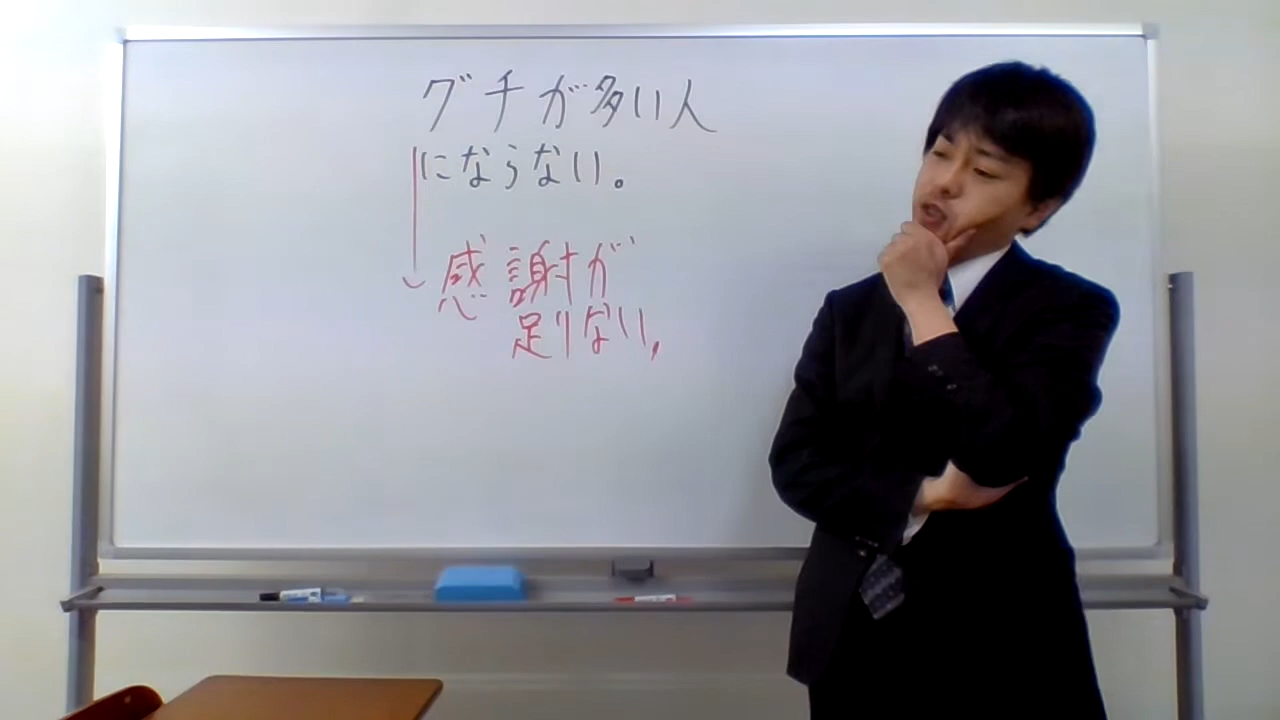 グチが多い人
にならない。
感謝が
足りない。